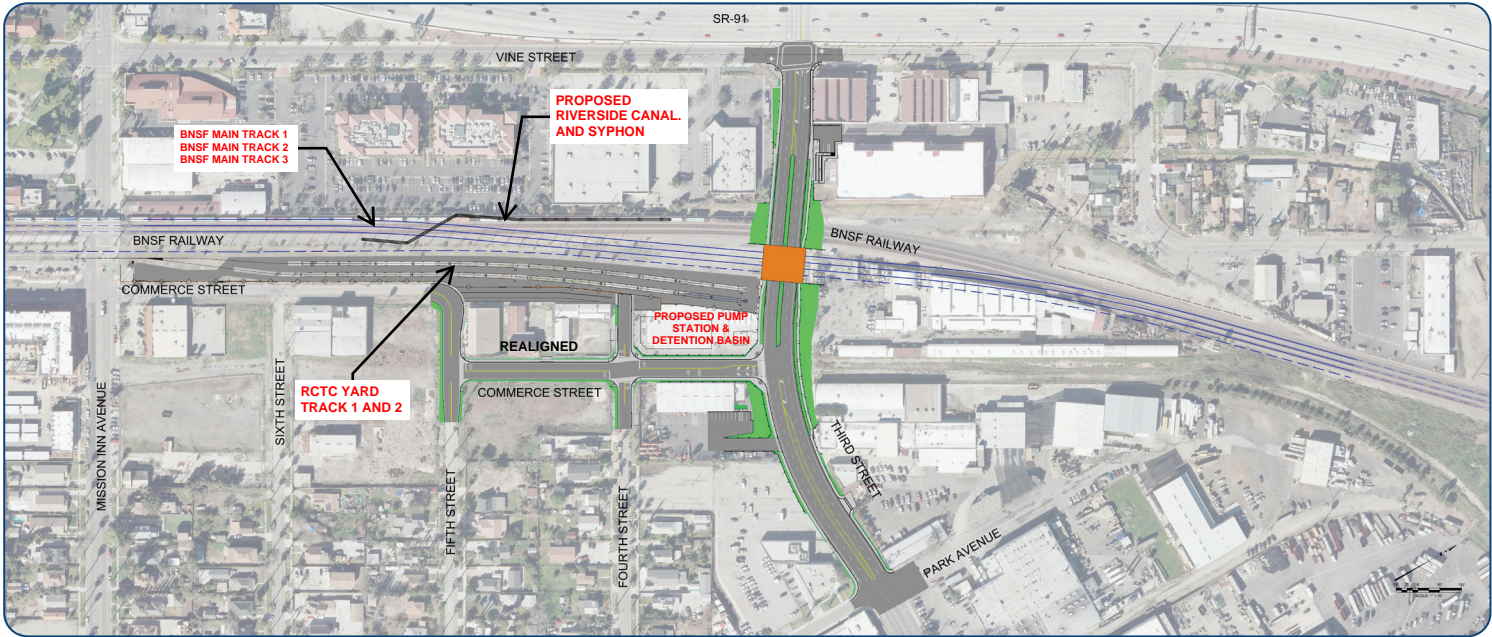 SR-91
VINE STREET
PROPOSED
RIVERSIDE CANAL.
AND SYPHON
BNSF MAIN TRACK 1
BNSF MAIN TRACK 2
BNSF MAIN TRACK 3
BNSF RAILWAY
BNSF RAILWAY
COMMERCE STREET
PROPOSED PUMP
STATION &
DETENTION BASIN
REALIGNED
COMMERCE STREET
RCTC YARD
TRACK 1 AND 2
MISSION INN AVENUE
SIXTH STREET
FIFTH STREET
FOURTH STREET
THIRD STREET
PARK AVENUE